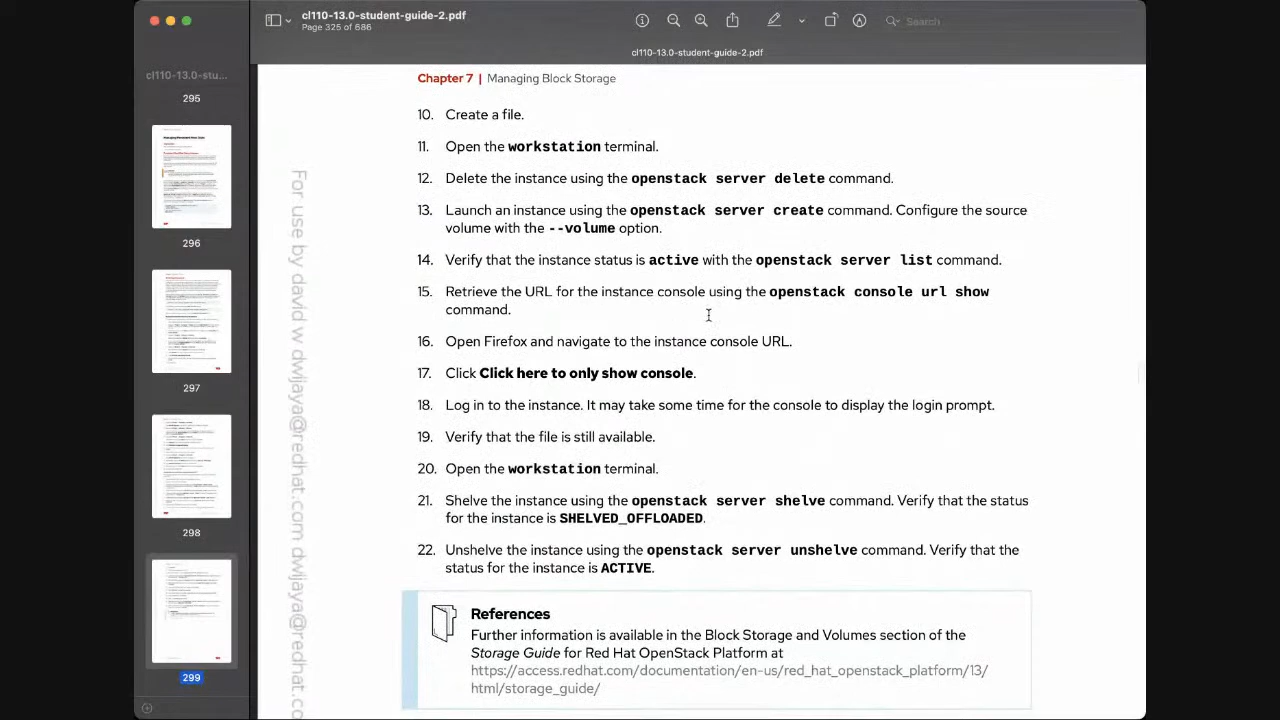 cl110-13.0-student-guide-2.pdf
Page 325 of 686
Search
cl110-13.0-student-guide-2.pdf
cl110-13.0-stu...
295
296
297
298
299
Chapter 7 | Managing Block Storage
10. Create a file.
11. Open the workstation terminal.
12. Delete the instance using the openstack server delete command.
13. Launch an instance using the openstack server create command. Configure the source
volume with the --volume option.
14. Verify that the instance status is active with the openstack server list command.
15. Retrieve the URL for the instance console using the openstack console url show
command.
16. Open Firefox and navigate to the instance console URL.
17. Click Click here to only show console.
18. Log in to the instance. It may take some time for the console to display the login prompt.
19. Verify that the file is
20. Open the workstation terminal.
21. Shelve the instance using the openstack server shelve command. Verify that the status
for the instance is SHELVED_OFFLOADED.
22. Unshelve the instance using the openstack server unshelve command. Verify that the
status for the instance is ACTIVE.
References
Further information is available in the Block Storage and Volumes section of the
Storage Guide for Red Hat OpenStack Platform at
https://access.redhat.com/documentation/en-us/red_hat_openstack_platform/13/
html/storage_guide/
For use by david w dwaya@redhat.com dwaya@redhat.co